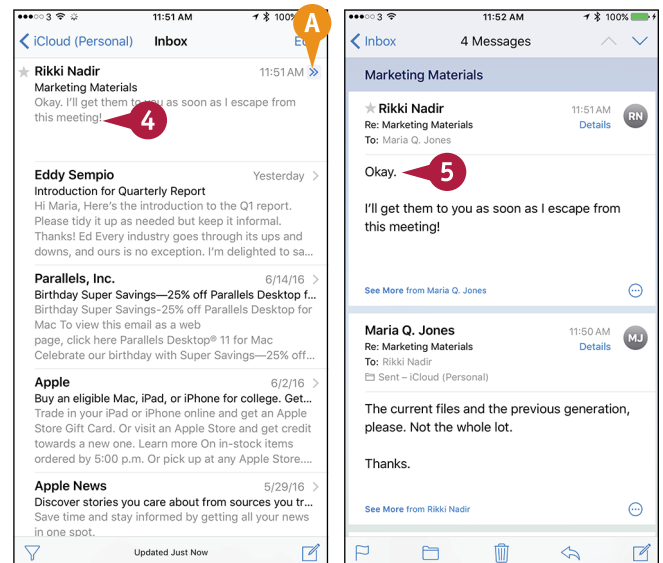 3 11:51 AM 100%
A
iCloud (Personal) Inbox
Rikki Nadir 11:51 AM
Marketing Materials
Okay. I'll get them to you as soon as I escape from
this meeting!
4
Eddy Sempio Yesterday
Introduction for Quarterly Report
Hi Maria, Here's the introduction to the Q1 report.
Please tidy it up as needed but keep it informal.
Thanks! Ed Every industry goes through its ups and
downs, and ours is no exception. I'm delighted to sa...
Parallels, Inc. 6/14/16
Birthday Super Savings—25% off Parallels Desktop f...
Birthday Super Savings-25% off Parallels Desktop for
Mac To view this email as a web
page, click here Parallels Desktop® 11 for Mac
Celebrate our birthday with Super Savings—25% off...
Apple 6/2/16
Buy an eligible Mac, iPad, or iPhone for college. Get...
Trade in your iPad or iPhone online and get an Apple
Store Gift Card. Or visit an Apple Store and get credit
towards a new one. Learn more On in-stock items
ordered by 5:00 p.m. Or pick up at any Apple Store....
Apple News 5/29/16
Discover stories you care about from sources you tr...
Save time and stay informed by getting all your news
in one spot.
Updated Just Now
3 11:52 AM 100%
Inbox 4 Messages
Marketing Materials
Rikki Nadir 11:51 AM RN
Re: Marketing Materials Details
To: Maria Q. Jones
Okay.
5
I'll get them to you as soon as I escape from
this meeting!
See More from Maria Q. Jones
Maria Q. Jones 11:50 AM MJ
Re: Marketing Materials Details
To: Rikki Nadir
Sent – iCloud (Personal)
The current files and the previous generation,
please. Not the whole lot.
Thanks.
See More from Rikki Nadir